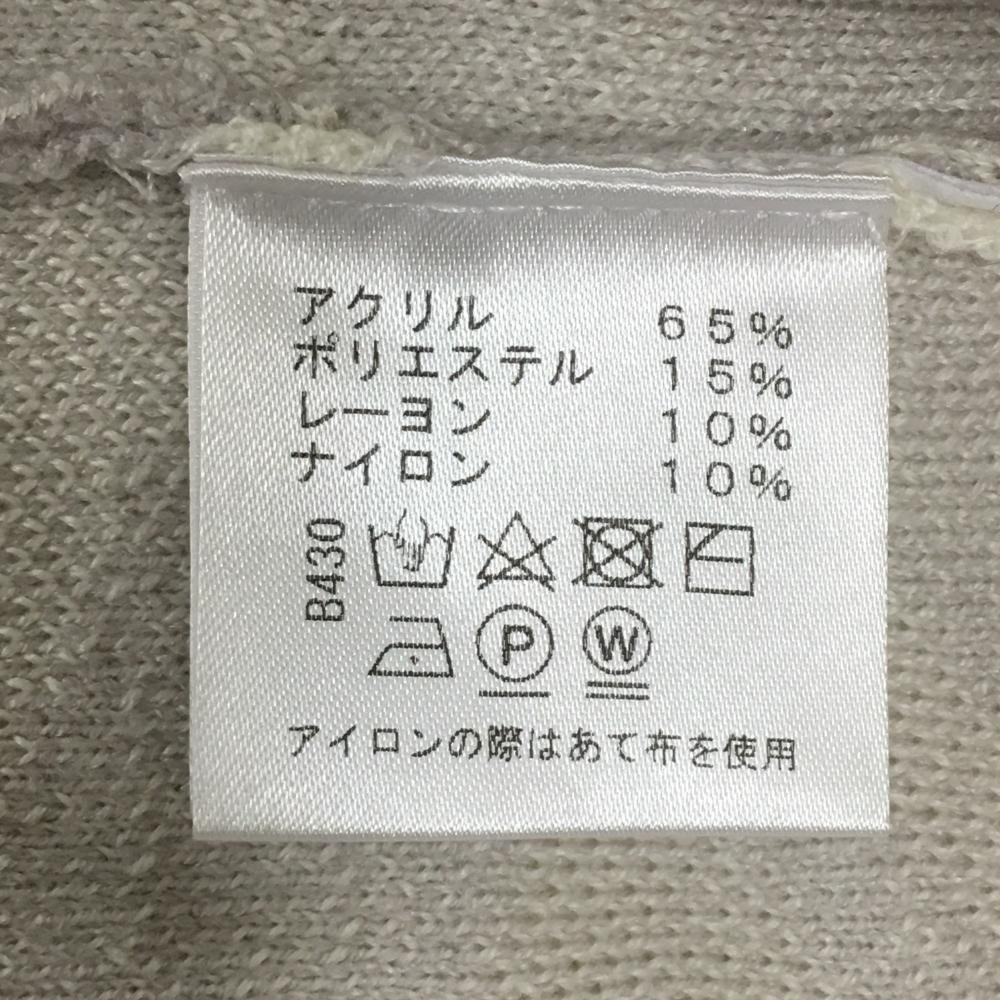 アクリル ６５％
ポリエステル １５％
レーヨン １０％
ナイロン １０％
B430
P W
アイロンの際はあて布を使用